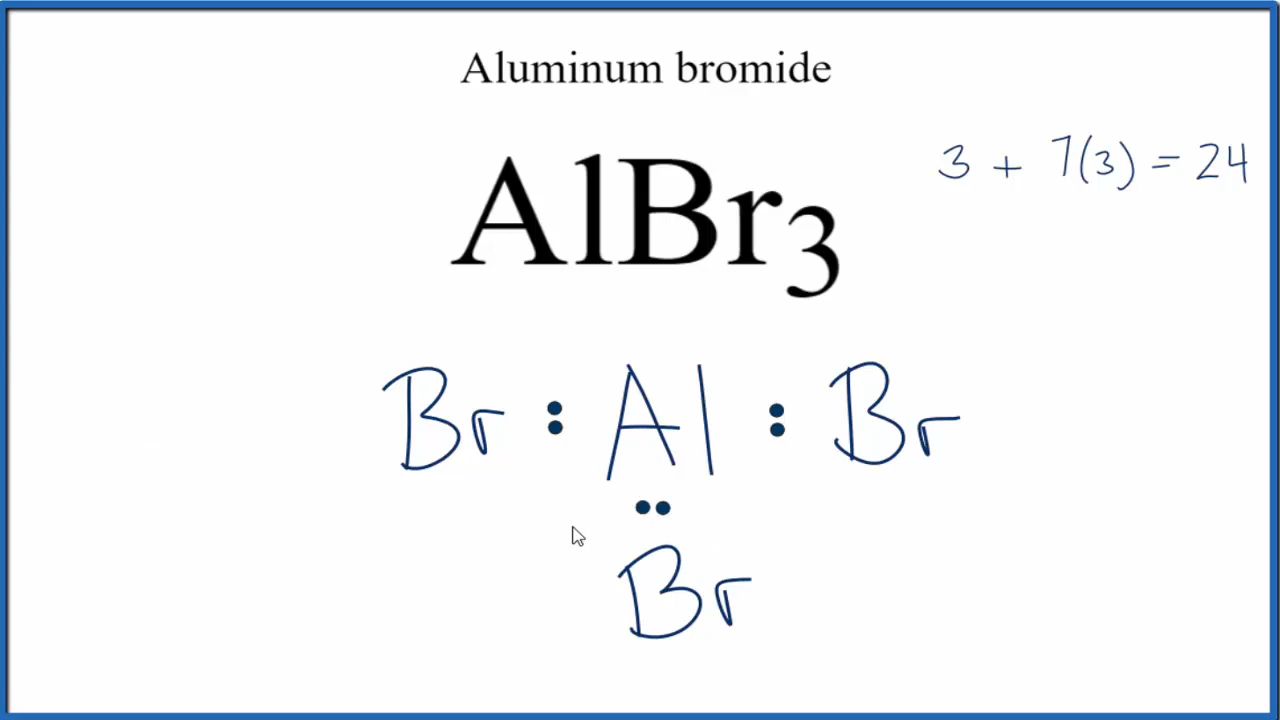 Aluminum bromide
3 + 7(3) = 24
AlBr3
Br : Al : Br
••
Br